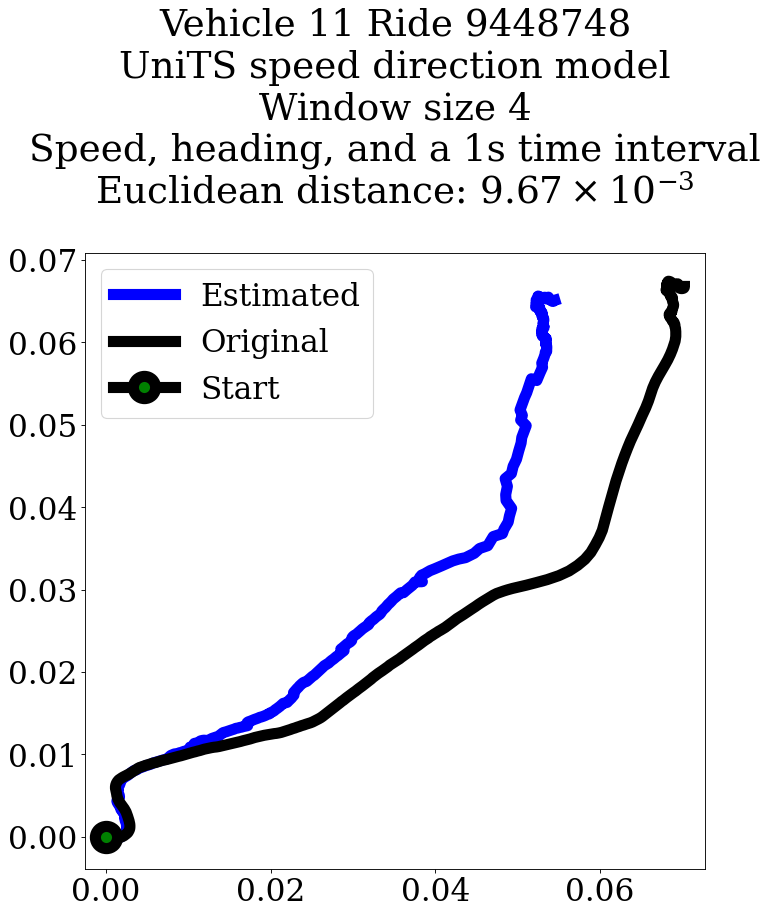 Vehicle 11 Ride 9448748
UniTS speed direction model
Window size 4
Speed, heading, and a 1s time interval
Euclidean distance: 9.67 × 10⁻³
0.07
0.06
0.05
0.04
0.03
0.02
0.01
0.00
Estimated
Original
Start
0.00 0.02 0.04 0.06